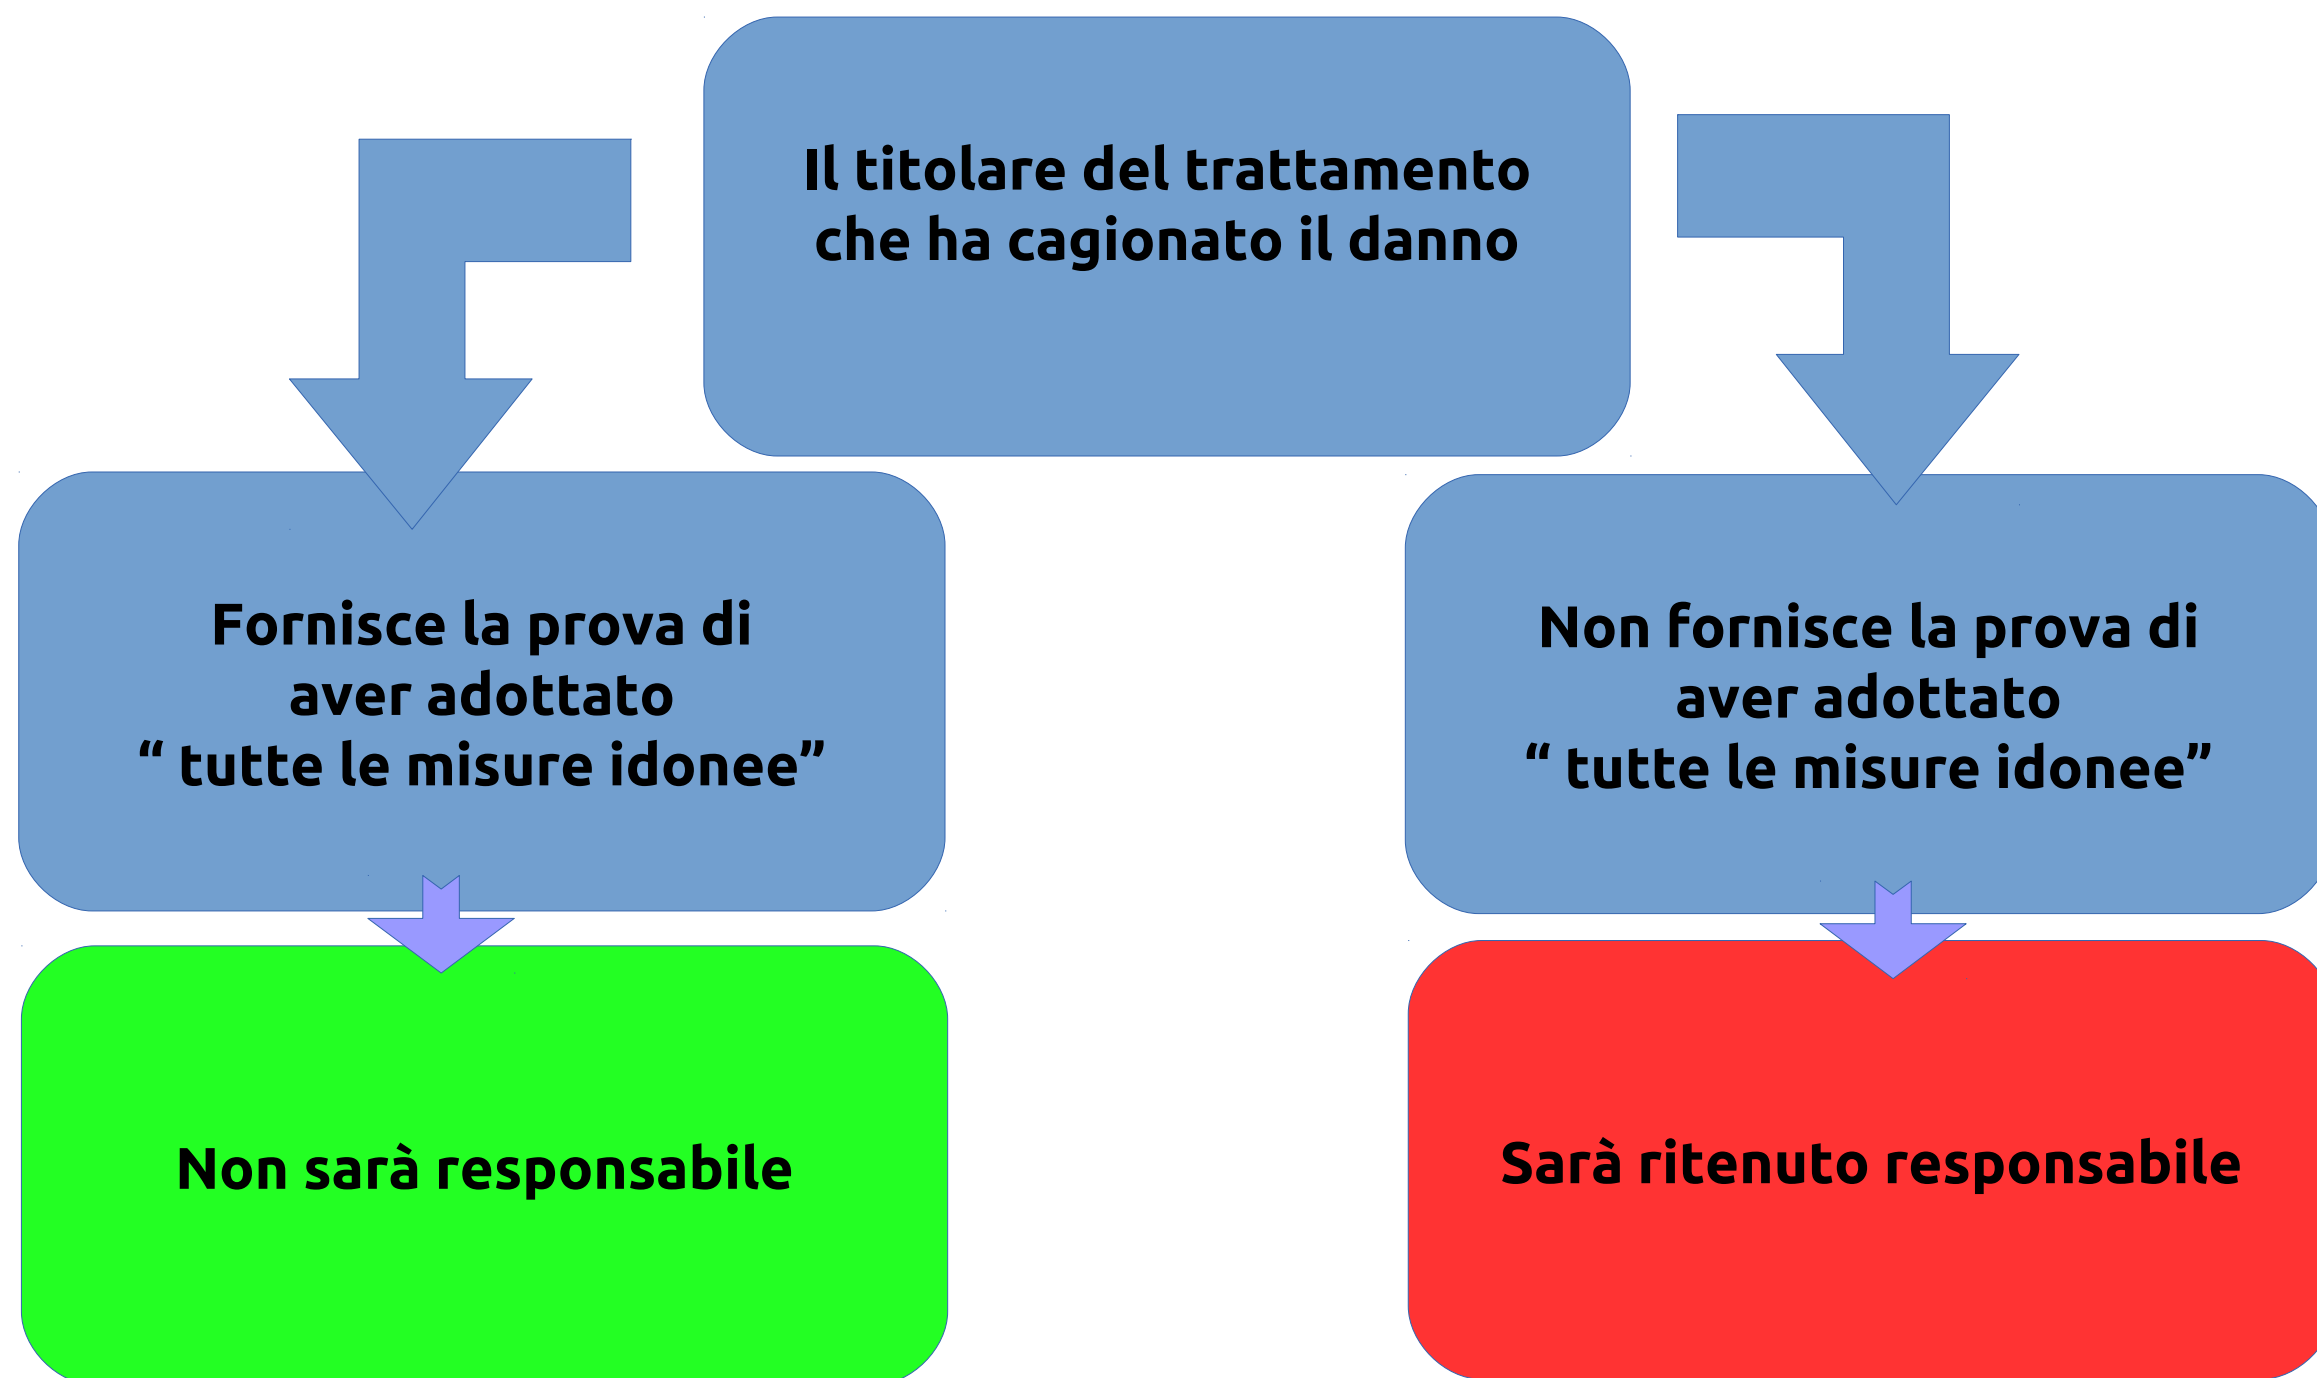 Il titolare del trattamento
che ha cagionato il danno
Fornisce la prova di
aver adottato
“ tutte le misure idonee”
Non fornisce la prova di
aver adottato
“ tutte le misure idonee”
Non sarà responsabile
Sarà ritenuto responsabile